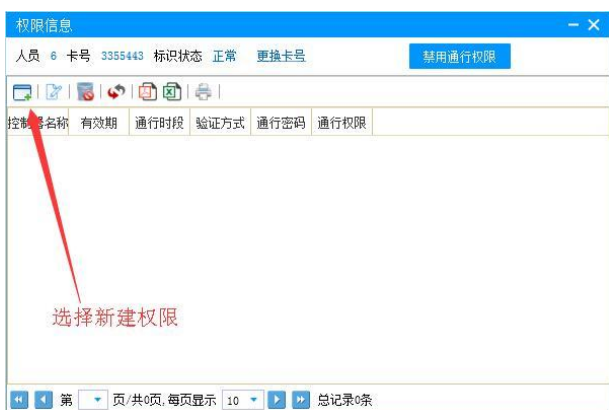 权限信息
人员 6 卡号 3355443 标识状态 正常 更换卡号 禁用通行权限
控制器名称 有效期 通行时段 验证方式 通行密码 通行权限
选择新建权限
第 页/共0页,每页显示 10 总记录0条